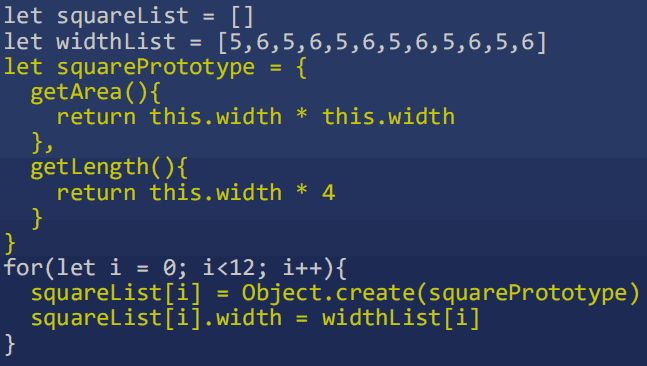 let squareList = []
let widthList = [5,6,5,6,5,6,5,6,5,6,5,6]
let squarePrototype = {
  getArea(){
    return this.width * this.width
  },
  getLength(){
    return this.width * 4
  }
}
for(let i = 0; i<12; i++){
  squareList[i] = Object.create(squarePrototype)
  squareList[i].width = widthList[i]
}